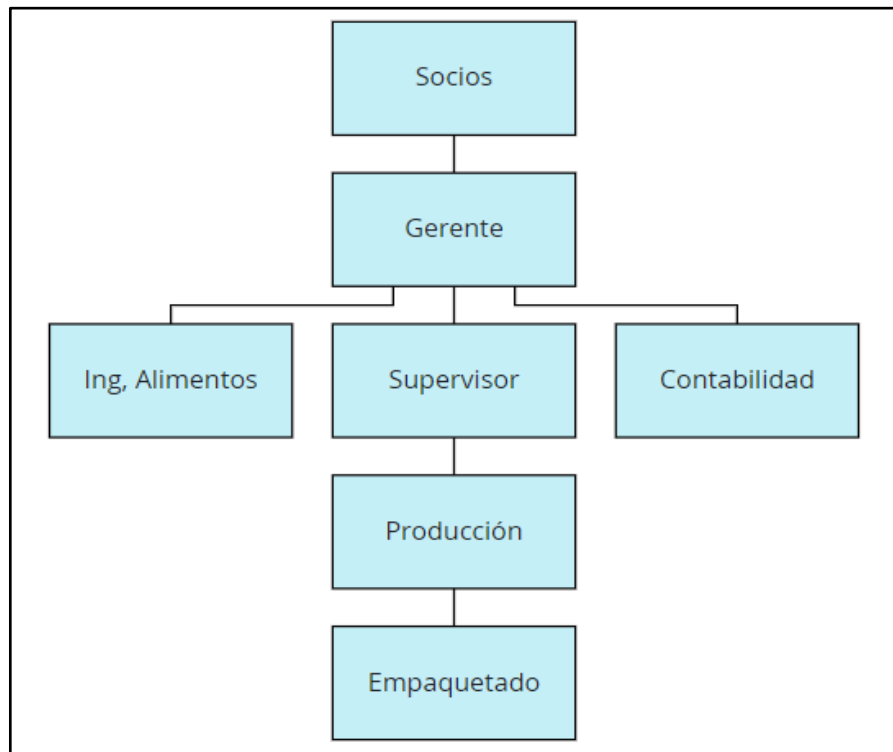 Socios
Gerente
Ing, Alimentos
Supervisor
Contabilidad
Producción
Empaquetado